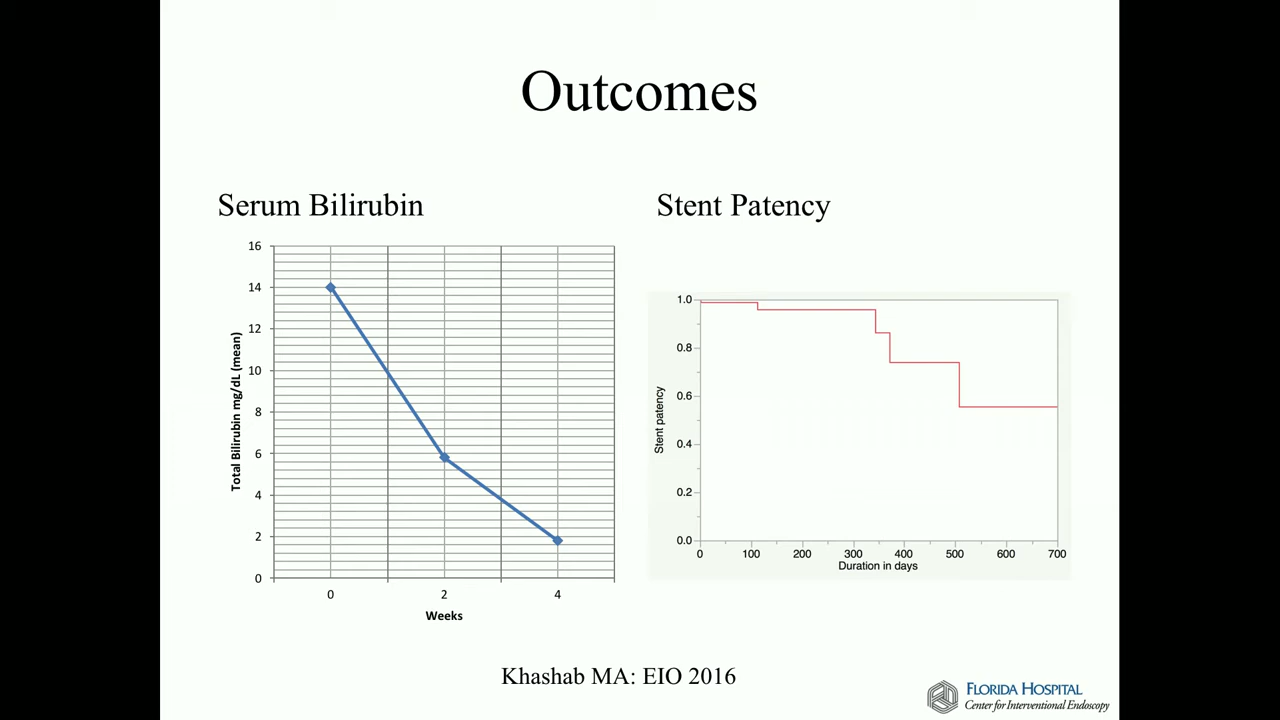 Outcomes
Serum Bilirubin
Stent Patency
16
14
12
10
8
6
4
2
0
Total Bilirubin mg/dL (mean)
0 2 4
Weeks
1.0
0.8
0.6
0.4
0.2
0.0
Stent patency
0 100 200 300 400 500 600 700
Duration in days
Khashab MA: EIO 2016
FLORIDA HOSPITAL
Center for Interventional Endoscopy